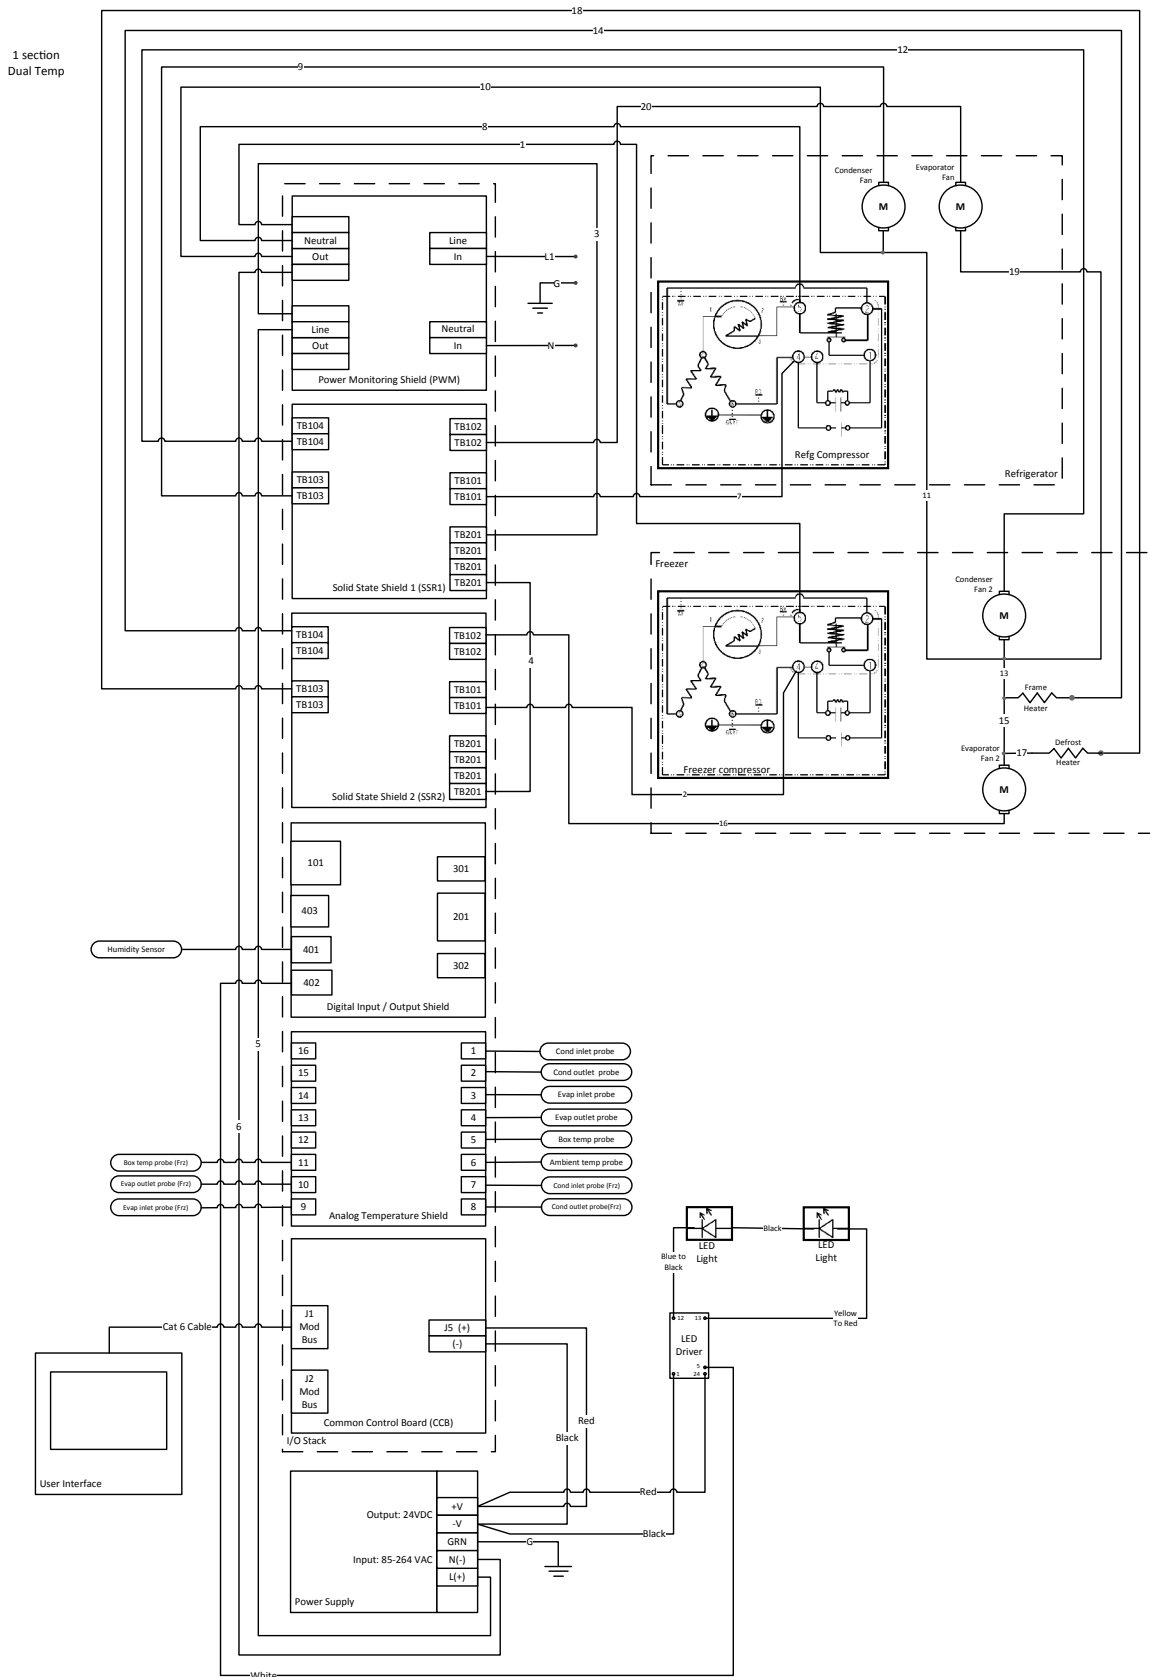 18
14
1 section
Dual Temp
12
9
10
20
8
1
Condenser
Fan
Evaporator
Fan
M
M
3
Neutral
Out
Line
In
L1
G
19
Line
Out
Neutral
In
N
Power Monitoring Shield (PWM)
5
2
4
1
Refg Compressor
Refrigerator
TB104
TB104
TB102
TB102
TB103
TB103
TB101
TB101
7
11
TB201
TB201
TB201
TB201
Solid State Shield 1 (SSR1)
Freezer
Condenser
Fan 2
M
TB104
TB104
TB102
TB102
4
13
TB103
TB103
TB101
TB101
Frame
Heater
15
TB201
TB201
TB201
TB201
Solid State Shield 2 (SSR2)
Freezer compressor
Evaporator
Fan 2
17
Defrost
Heater
M
2
16
101
301
403
201
Humidity Sensor
401
302
402
Digital Input / Output Shield
5
16
1
Cond inlet probe
15
2
Cond outlet probe
14
3
Evap inlet probe
13
4
Evap outlet probe
6
12
5
Box temp probe
Box temp probe (Frz)
11
6
Ambient temp probe
Evap outlet probe (Frz)
10
7
Cond inlet probe (Frz)
Evap inlet probe (Frz)
9
8
Cond outlet probe(Frz)
Analog Temperature Shield
Black
LED
Light
LED
Light
Blue to
Black
Cat 6 Cable
J1
Mod
Bus
J5 (+)
(-)
12
13
Yellow
To Red
LED
Driver
5
1
24
J2
Mod
Bus
Common Control Board (CCB)
Red
Black
I/O Stack
User Interface
Output: 24VDC
+V
-V
Red
Black
GRN
G
Input: 85-264 VAC
N(-)
L(+)
Power Supply
White